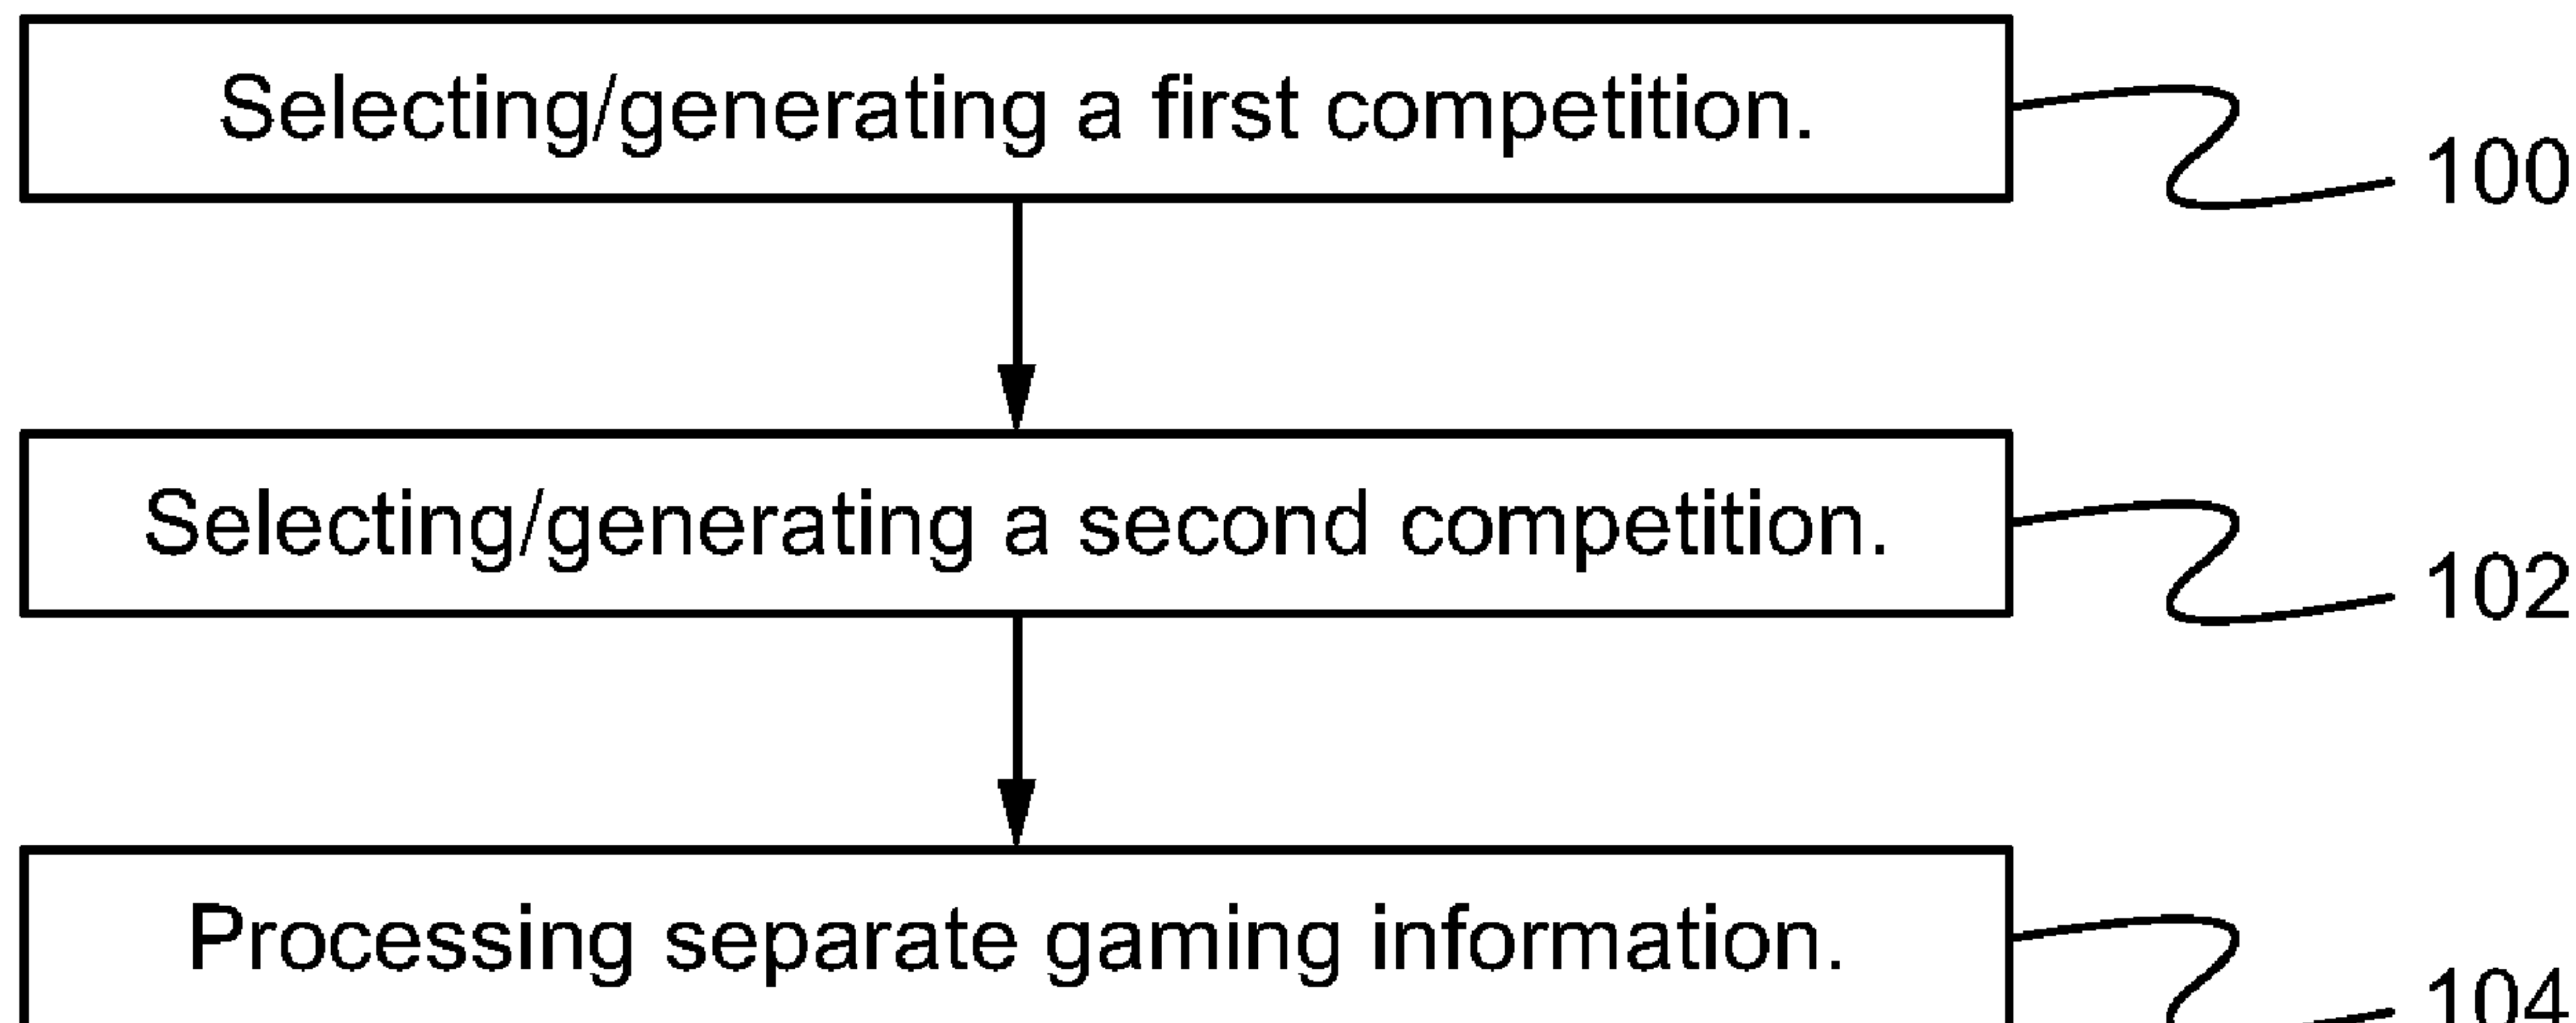 Selecting/generating a first competition.
100
Selecting/generating a second competition.
102
Processing separate gaming information.
104